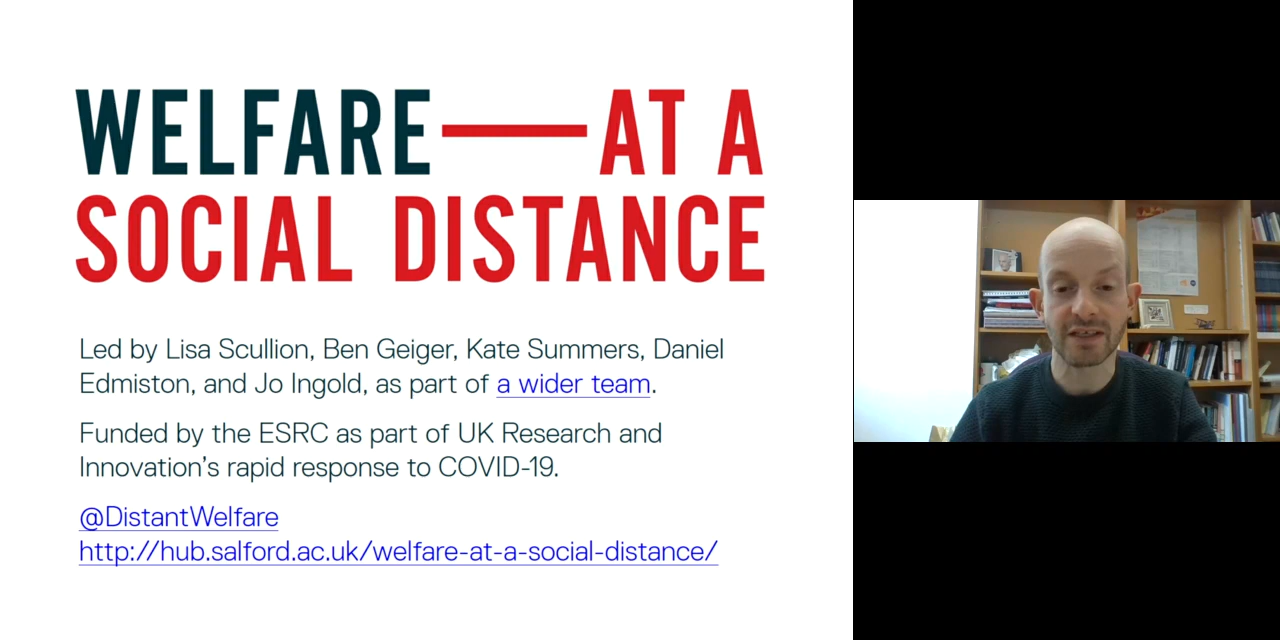 WELFARE — AT A
SOCIAL DISTANCE
Led by Lisa Scullion, Ben Geiger, Kate Summers, Daniel
Edmiston, and Jo Ingold, as part of a wider team.
Funded by the ESRC as part of UK Research and
Innovation’s rapid response to COVID-19.
@DistantWelfare
http://hub.salford.ac.uk/welfare-at-a-social-distance/